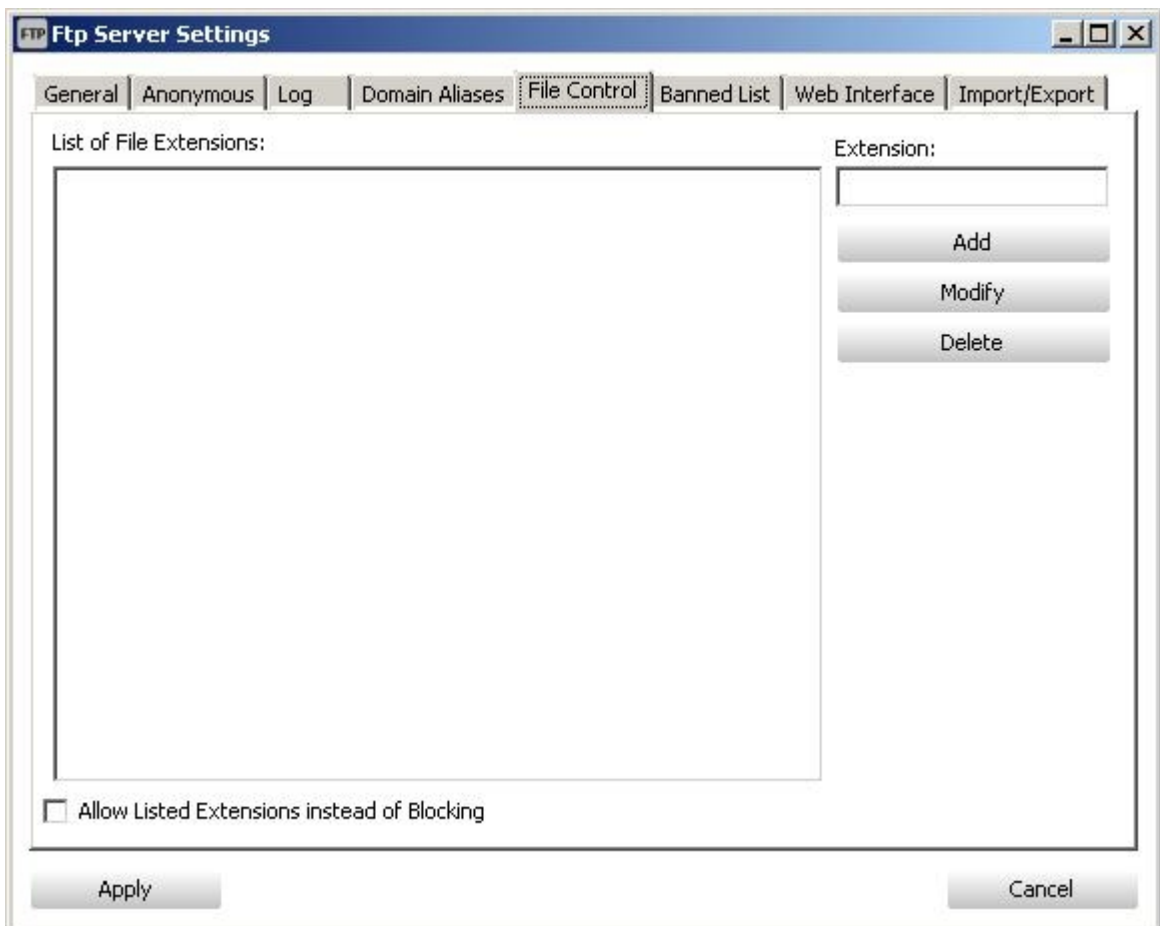 FTP Ftp Server Settings
General Anonymous Log Domain Aliases File Control Banned List Web Interface Import/Export
List of File Extensions:
Extension:
Add
Modify
Delete
Allow Listed Extensions instead of Blocking
Apply Cancel